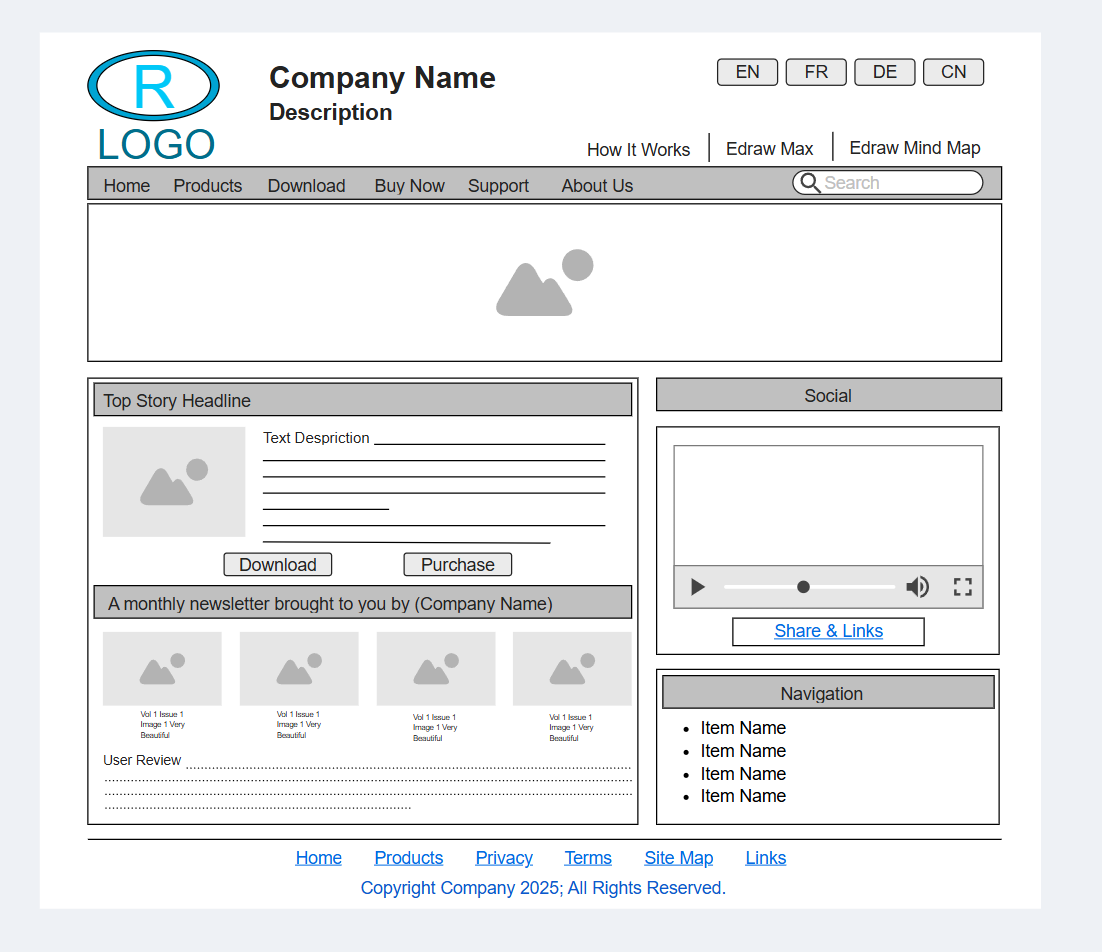 R
LOGO
Company Name
Description
EN FR DE CN
How It Works Edraw Max Edraw Mind Map
Home Products Download Buy Now Support About Us Search
Top Story Headline
Text Despriction
Download Purchase
A monthly newsletter brought to you by (Company Name)
Vol 1 Issue 1
Image 1 Very
Beautiful
Vol 1 Issue 1
Image 1 Very
Beautiful
Vol 1 Issue 1
Image 1 Very
Beautiful
Vol 1 Issue 1
Image 1 Very
Beautiful
User Review
Social
Share & Links
Navigation
• Item Name
• Item Name
• Item Name
• Item Name
Home Products Privacy Terms Site Map Links
Copyright Company 2025; All Rights Reserved.